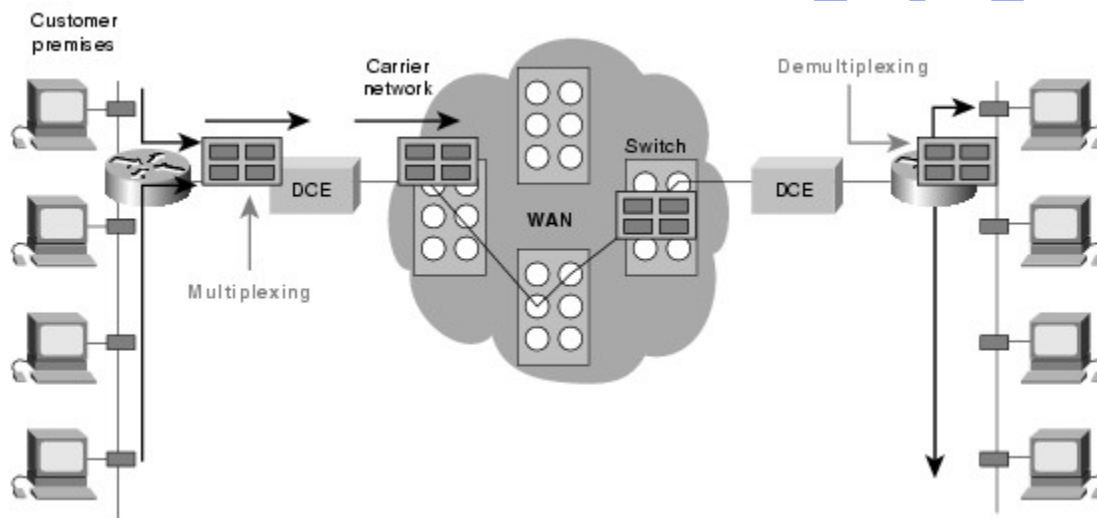 Customer
premises
Carrier
network
Demultiplexing
Switch
DCE
WAN
DCE
Multiplexing